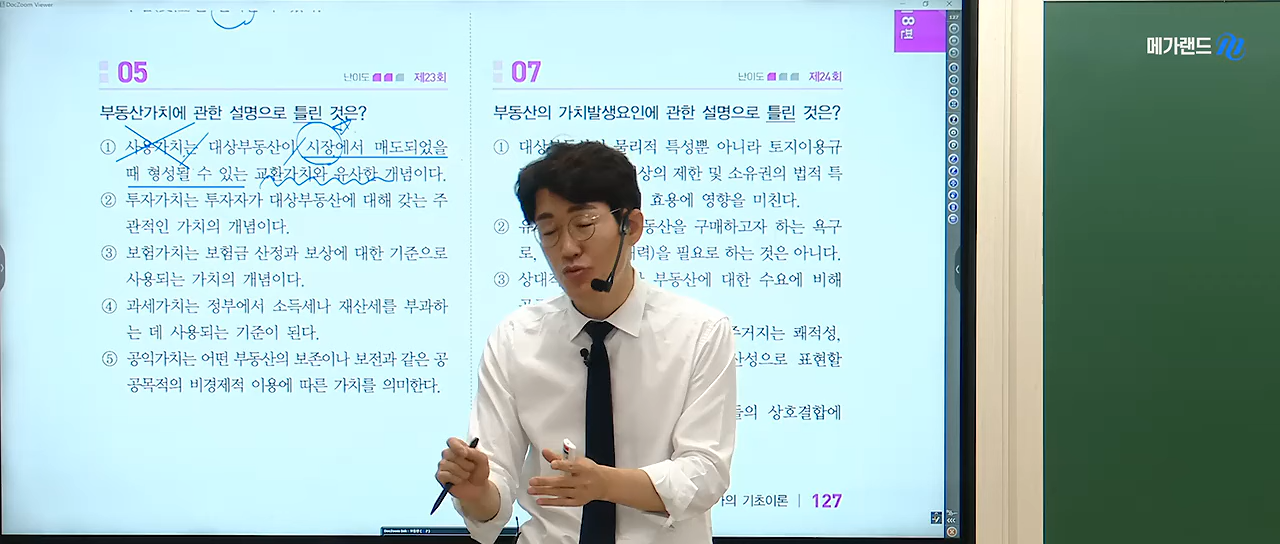 DocZoom Viewer
메가랜드
05
난이도
제23회
부동산가치에 관한 설명으로 틀린 것은?
① 사용가치는 대상부동산이 시장에서 매도되었을
때 형성될 수 있는 교환가치와 유사한 개념이다.
② 투자가치는 투자자가 대상부동산에 대해 갖는 주
관적인 가치의 개념이다.
③ 보험가치는 보험금 산정과 보상에 대한 기준으로
사용되는 가치의 개념이다.
④ 과세가치는 정부에서 소득세나 재산세를 부과하
는 데 사용되는 기준이 된다.
⑤ 공익가치는 어떤 부동산의 보존이나 보전과 같은 공
공목적의 비경제적 이용에 따른 가치를 의미한다.
07
난이도
제24회
부동산의 가치발생요인에 관한 설명으로 틀린 것은?
① 물리적 특성뿐 아니라 토지이용규
제한 및 소유권의 법적 특
효용에 영향을 미친다.
② 구매하고자 하는 욕구
로, 필요로 하는 것은 아니다.
③ 부동산에 대한 수요에 비해
쾌적성,
표현할
상호결합에
기초이론
127